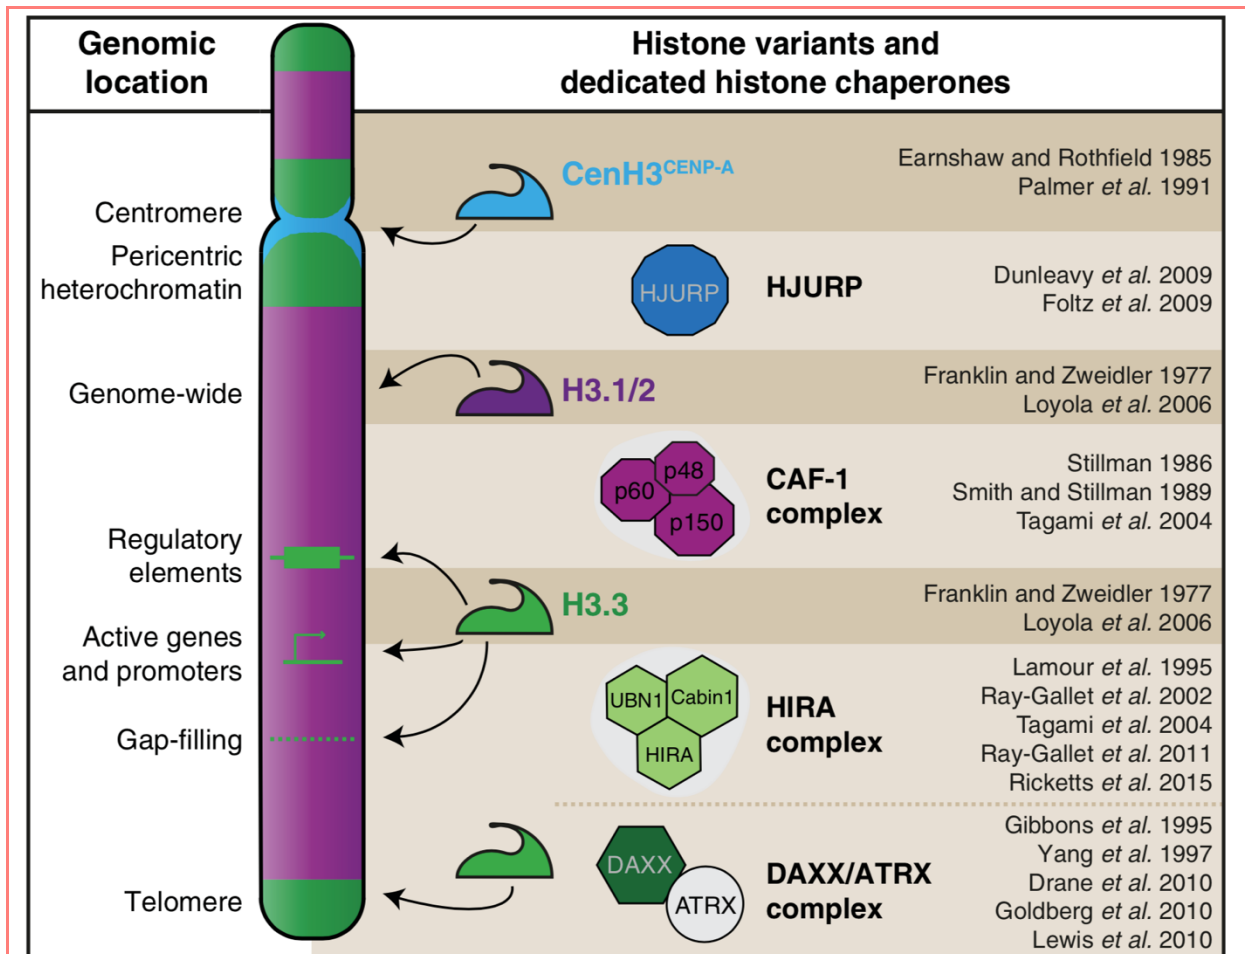 Genomic
location
Histone variants and
dedicated histone chaperones
Centromere
CenH3CENP-A
Earnshaw and Rothfield 1985
Palmer et al. 1991
Pericentric
heterochromatin
HJURP
HJURP
Dunleavy et al. 2009
Foltz et al. 2009
Genome-wide
H3.1/2
Franklin and Zweidler 1977
Loyola et al. 2006
p60
p48
p150
CAF-1
complex
Stillman 1986
Smith and Stillman 1989
Tagami et al. 2004
Regulatory
elements
H3.3
Franklin and Zweidler 1977
Loyola et al. 2006
Active genes
and promoters
Gap-filling
UBN1
Cabin1
HIRA
HIRA
complex
Lamour et al. 1995
Ray-Gallet et al. 2002
Tagami et al. 2004
Ray-Gallet et al. 2011
Ricketts et al. 2015
Telomere
DAXX
ATRX
DAXX/ATRX
complex
Gibbons et al. 1995
Yang et al. 1997
Drane et al. 2010
Goldberg et al. 2010
Lewis et al. 2010